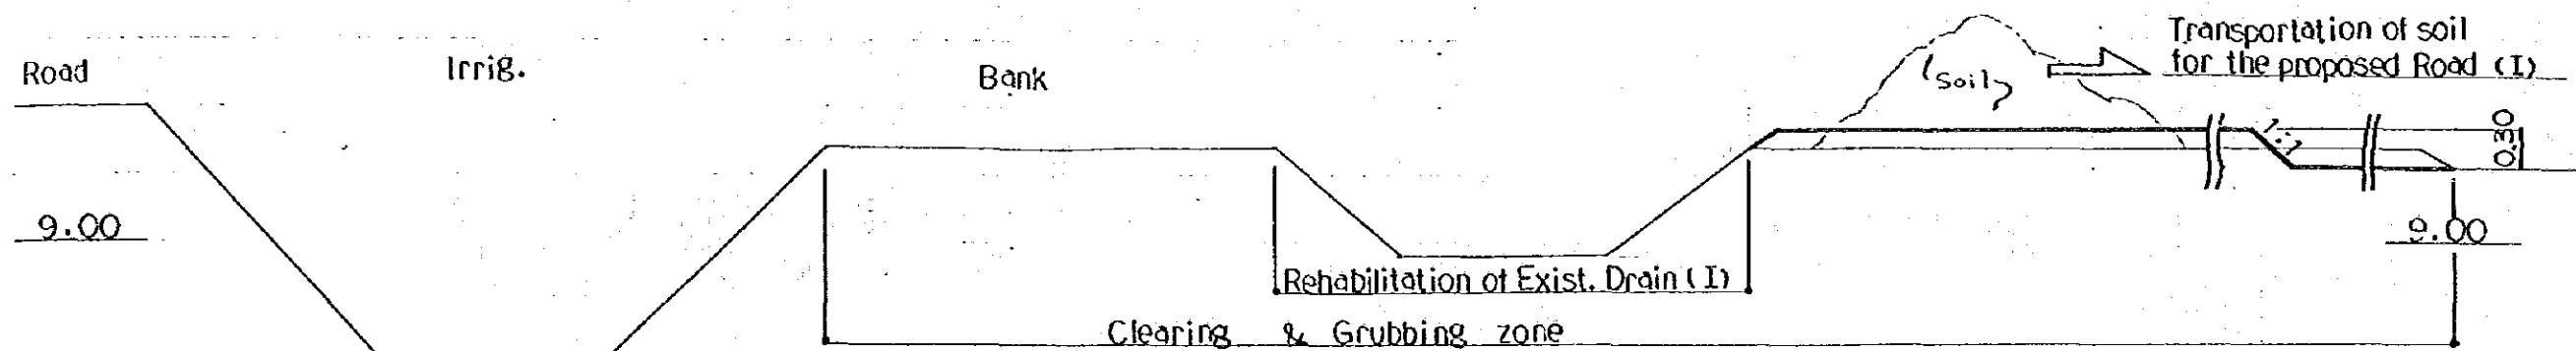 Road
Irrig.
Bank
Soil
Transportation of soil
for the proposed Road (I)
1:1
0.30
9.00
9.00
Rehabilitation of Exist. Drain (I)
Clearing & Grubbing zone